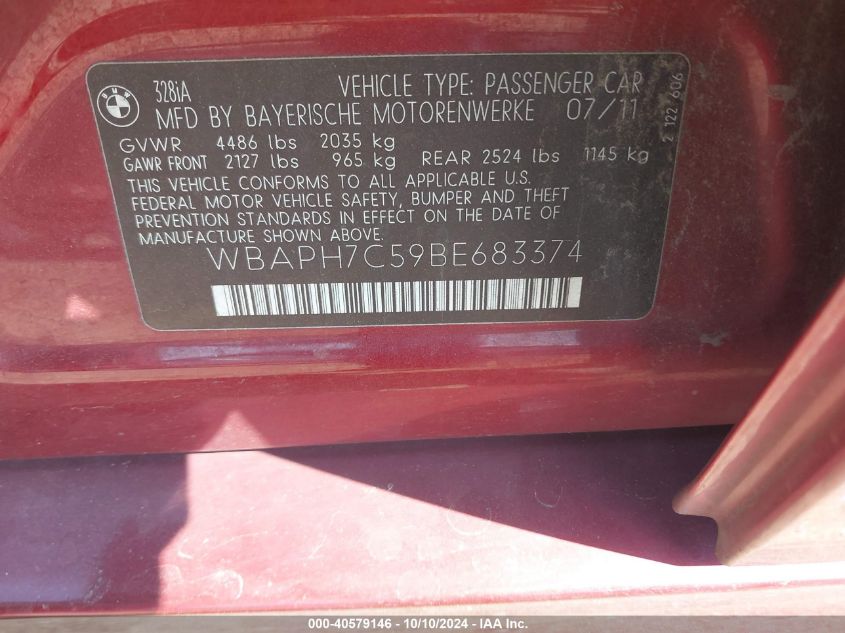 BMW
328iA
VEHICLE TYPE: PASSENGER CAR
MFD BY BAYERISCHE MOTORENWERKE 07/11
GVWR 4486 lbs 2035 kg
GAWR FRONT 2127 lbs 965 kg REAR 2524 lbs 1145 kg
THIS VEHICLE CONFORMS TO ALL APPLICABLE U.S.
FEDERAL MOTOR VEHICLE SAFETY, BUMPER AND THEFT
PREVENTION STANDARDS IN EFFECT ON THE DATE OF
MANUFACTURE SHOWN ABOVE.
WBAPH7C59BE683374
2 122 606
000-40579146 - 10/10/2024 - IAA Inc.